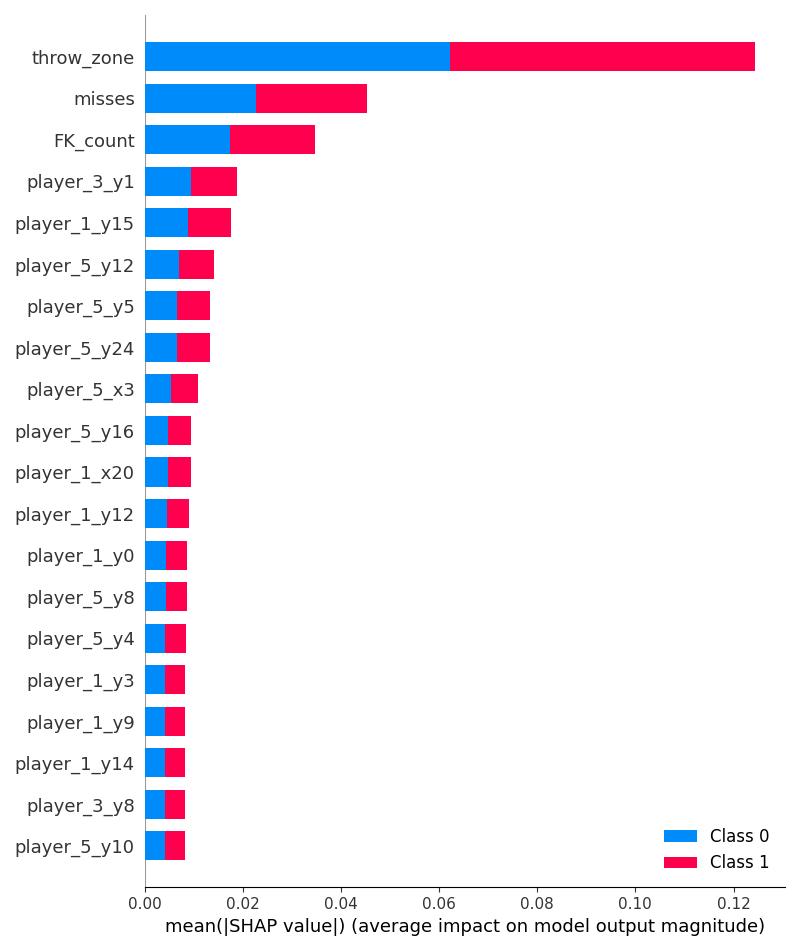 throw_zone
misses
FK_count
player_3_y1
player_1_y15
player_5_y12
player_5_y5
player_5_y24
player_5_x3
player_5_y16
player_1_x20
player_1_y12
player_1_y0
player_5_y8
player_5_y4
player_1_y3
player_1_y9
player_1_y14
player_3_y8
player_5_y10
Class 0
Class 1
0.00 0.02 0.04 0.06 0.08 0.10 0.12
mean(|SHAP value|) (average impact on model output magnitude)